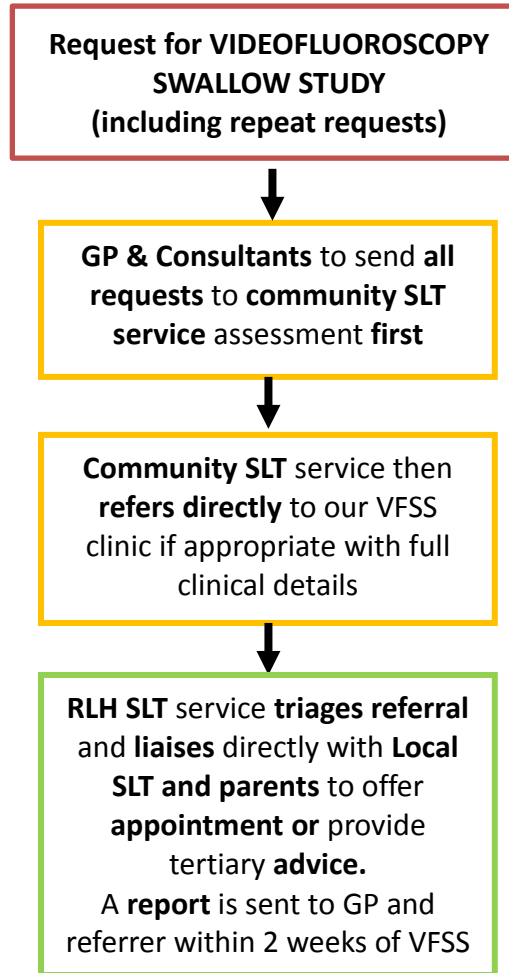 Request for VIDEOFLUOROSCOPY
SWALLOW STUDY
(including repeat requests)
GP & Consultants to send all
requests to community SLT
service assessment first
Community SLT service then
refers directly to our VFSS
clinic if appropriate with full
clinical details
RLH SLT service triages referral
and liaises directly with Local
SLT and parents to offer
appointment or provide
tertiary advice.
A report is sent to GP and
referrer within 2 weeks of VFSS